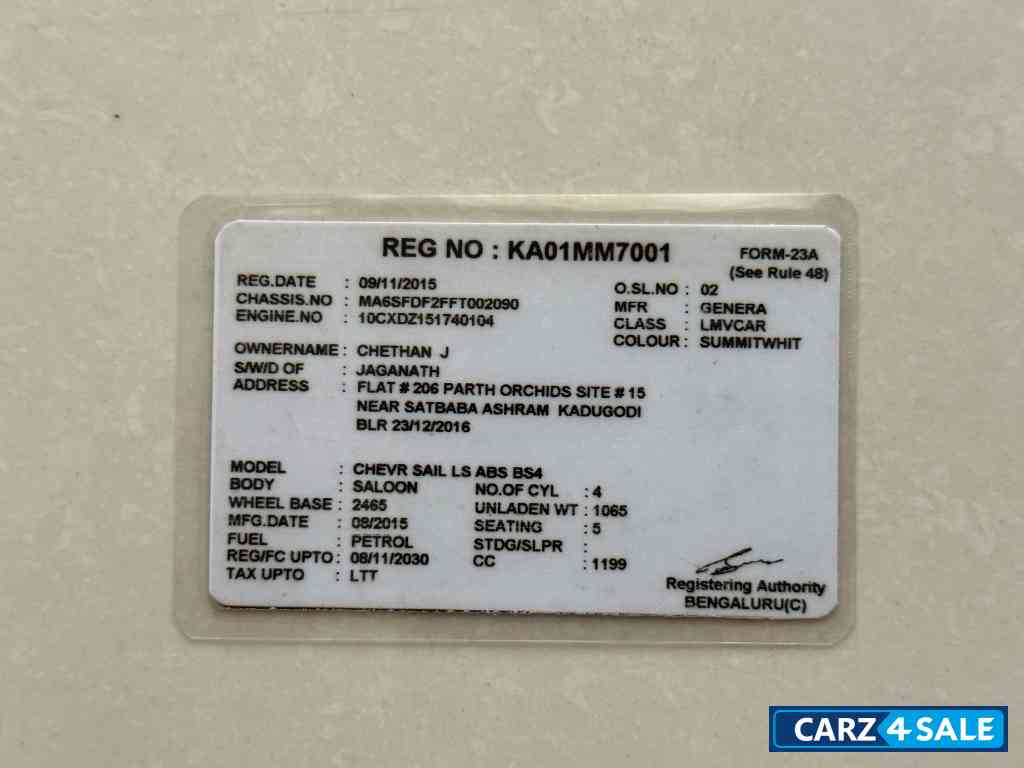 REG NO : KA01MM7001
FORM-23A
(See Rule 48)
REG.DATE : 09/11/2015
O.SL.NO : 02
CHASSIS.NO : MA6SFDF2FFT002090
MFR : GENERA
ENGINE.NO : 10CXDZ151740104
CLASS : LMVCAR
COLOUR : SUMMITWHIT
OWNERNAME : CHETHAN J
S/W/D OF : JAGANATH
ADDRESS : FLAT # 206 PARTH ORCHIDS SITE # 15
NEAR SATBABA ASHRAM KADUGODI
BLR 23/12/2016
MODEL : CHEVR SAIL LS ABS BS4
BODY : SALOON NO.OF CYL : 4
WHEEL BASE : 2465 UNLADEN WT : 1065
MFG.DATE : 08/2015 SEATING : 5
FUEL : PETROL STDG/SLPR :
REG/FC UPTO : 08/11/2030 CC : 1199
TAX UPTO : LTT
Registering Authority
BENGALURU(C)
CARZ4SALE